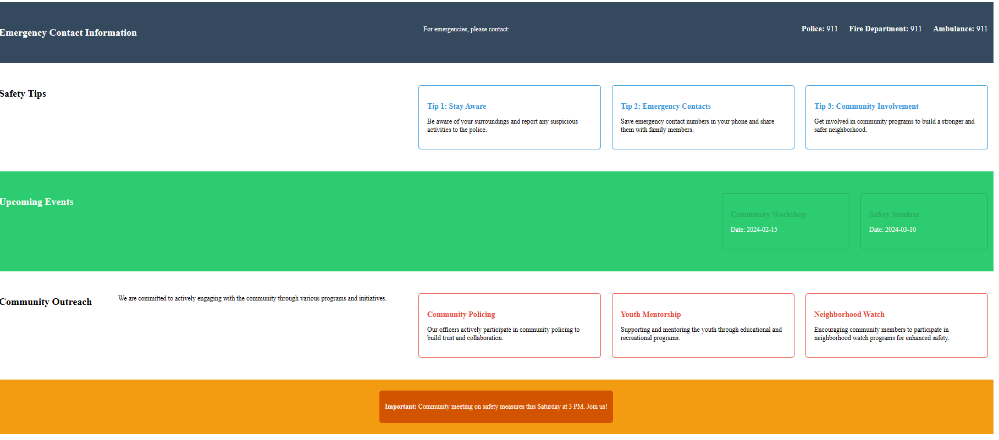 Emergency Contact Information
For emergencies, please contact:
Police: 911 Fire Department: 911 Ambulance: 911
Safety Tips
Tip 1: Stay Aware
Be aware of your surroundings and report any suspicious
activities to the police.
Tip 2: Emergency Contacts
Save emergency contact numbers in your phone and share
them with family members.
Tip 3: Community Involvement
Get involved in community programs to build a stronger and
safer neighborhood.
Upcoming Events
Community Workshop
Date: 2024-02-15
Safety Seminar
Date: 2024-03-10
Community Outreach
We are committed to actively engaging with the community through various programs and initiatives.
Community Policing
Our officers actively participate in community policing to
build trust and collaboration.
Youth Mentorship
Supporting and mentoring the youth through educational and
recreational programs.
Neighborhood Watch
Encouraging community members to participate in
neighborhood watch programs for enhanced safety.
Important: Community meeting on safety measures this Saturday at 3 PM. Join us!